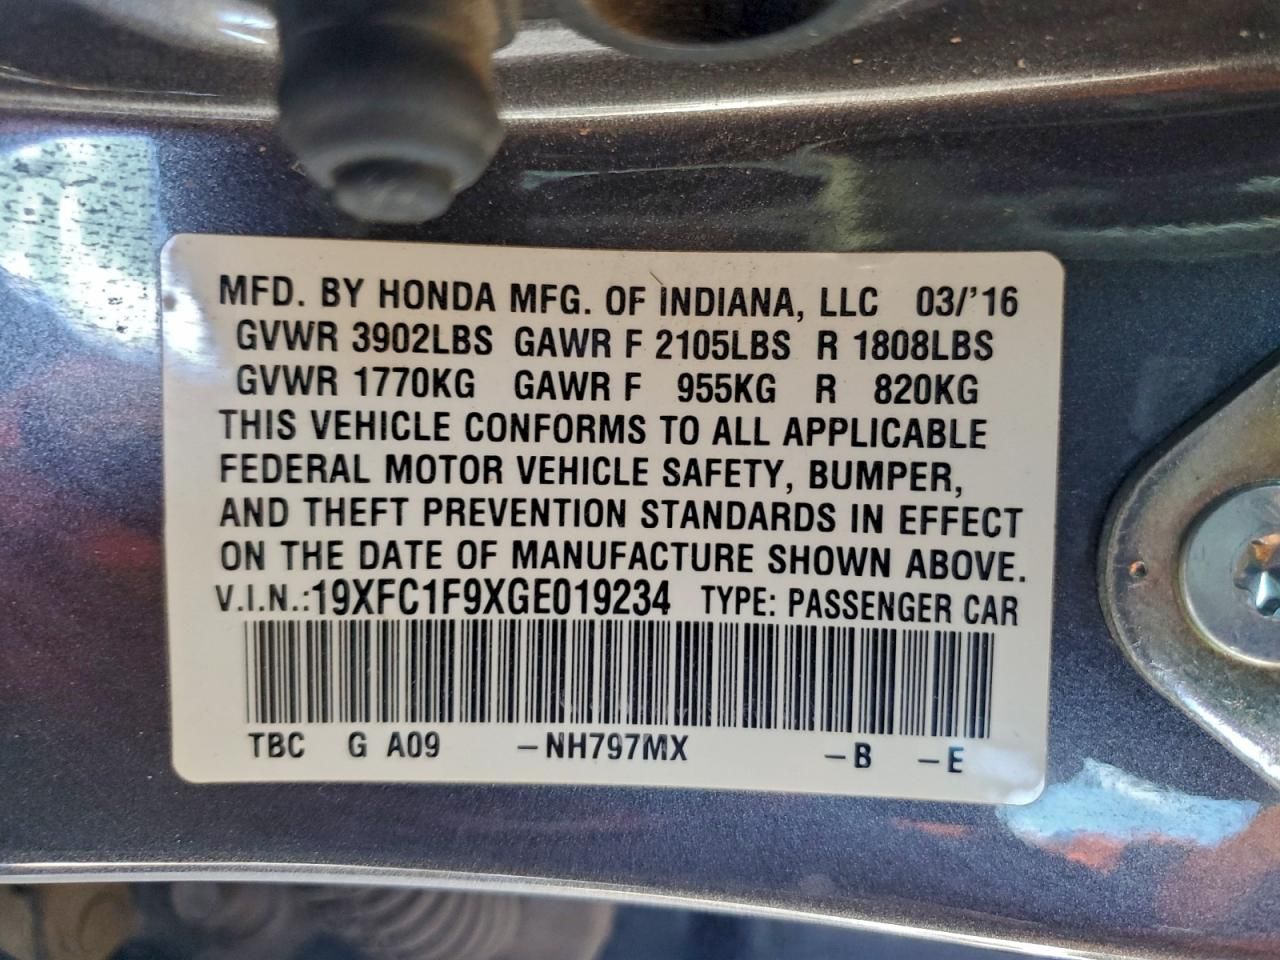 MFD. BY HONDA MFG. OF INDIANA, LLC 03/'16
GVWR 3902LBS GAWR F 2105LBS R 1808LBS
GVWR 1770KG GAWR F 955KG R 820KG
THIS VEHICLE CONFORMS TO ALL APPLICABLE
FEDERAL MOTOR VEHICLE SAFETY, BUMPER,
AND THEFT PREVENTION STANDARDS IN EFFECT
ON THE DATE OF MANUFACTURE SHOWN ABOVE.
V.I.N.:19XFC1F9XGE019234 TYPE: PASSENGER CAR
TBC G A09 -NH797MX -B -E